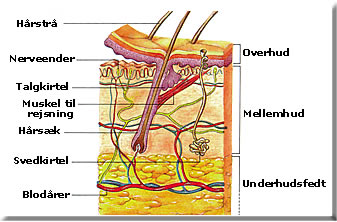 Hårstrå
Nerveender
Talgkirtel
Muskel til
rejsning
Hårsæk
Svedkirtel
Blodårer
Overhud
Mellemhud
Underhudsfedt